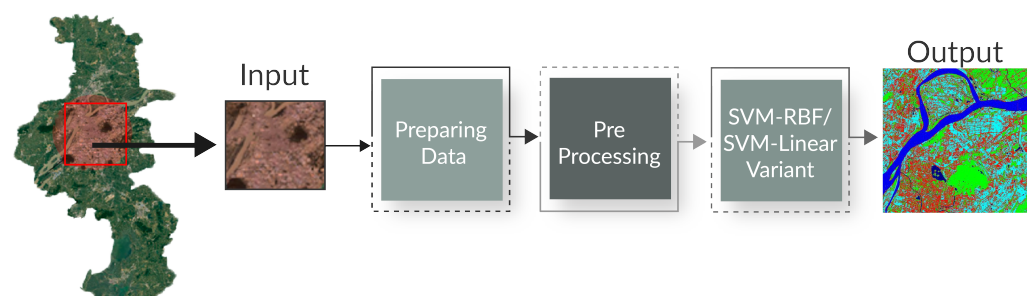 Input
Preparing
Data
Pre
Processing
SVM-RBF/
SVM-Linear
Variant
Output